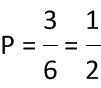 P = 3/6 = 1/2